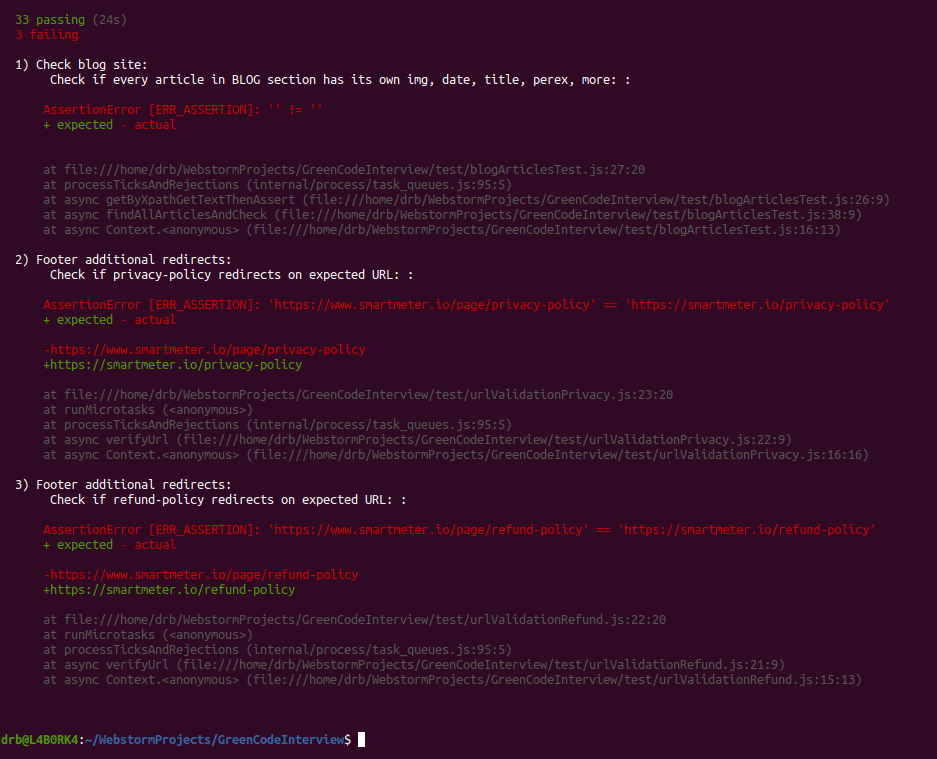 33 passing (24s)
3 failing
1) Check blog site:
Check if every article in BLOG section has its own img, date, title, perex, more: :
AssertionError [ERR_ASSERTION]: '' != ''
+ expected - actual
at file:///home/drb/WebstormProjects/GreenCodeInterview/test/blogArticlesTest.js:27:20
at processTicksAndRejections (internal/process/task_queues.js:95:5)
at async getByXpathGetTextThenAssert (file:///home/drb/WebstormProjects/GreenCodeInterview/test/blogArticlesTest.js:26:9)
at async findAllArticlesAndCheck (file:///home/drb/WebstormProjects/GreenCodeInterview/test/blogArticlesTest.js:38:9)
at async Context.<anonymous> (file:///home/drb/WebstormProjects/GreenCodeInterview/test/blogArticlesTest.js:16:13)
2) Footer additional redirects:
Check if privacy-policy redirects on expected URL: :
AssertionError [ERR_ASSERTION]: 'https://www.smartmeter.io/page/privacy-policy' == 'https://smartmeter.io/privacy-policy'
+ expected - actual
-https://www.smartmeter.io/page/privacy-policy
+https://smartmeter.io/privacy-policy
at file:///home/drb/WebstormProjects/GreenCodeInterview/test/urlValidationPrivacy.js:23:20
at runMicrotasks (<anonymous>)
at processTicksAndRejections (internal/process/task_queues.js:95:5)
at async verifyUrl (file:///home/drb/WebstormProjects/GreenCodeInterview/test/urlValidationPrivacy.js:22:9)
at async Context.<anonymous> (file:///home/drb/WebstormProjects/GreenCodeInterview/test/urlValidationPrivacy.js:16:16)
3) Footer additional redirects:
Check if refund-policy redirects on expected URL: :
AssertionError [ERR_ASSERTION]: 'https://www.smartmeter.io/page/refund-policy' == 'https://smartmeter.io/refund-policy'
+ expected - actual
-https://www.smartmeter.io/page/refund-policy
+https://smartmeter.io/refund-policy
at file:///home/drb/WebstormProjects/GreenCodeInterview/test/urlValidationRefund.js:22:20
at runMicrotasks (<anonymous>)
at processTicksAndRejections (internal/process/task_queues.js:95:5)
at async verifyUrl (file:///home/drb/WebstormProjects/GreenCodeInterview/test/urlValidationRefund.js:21:9)
at async Context.<anonymous> (file:///home/drb/WebstormProjects/GreenCodeInterview/test/urlValidationRefund.js:15:13)
drb@L4B0RK4:~/WebstormProjects/GreenCodeInterview$